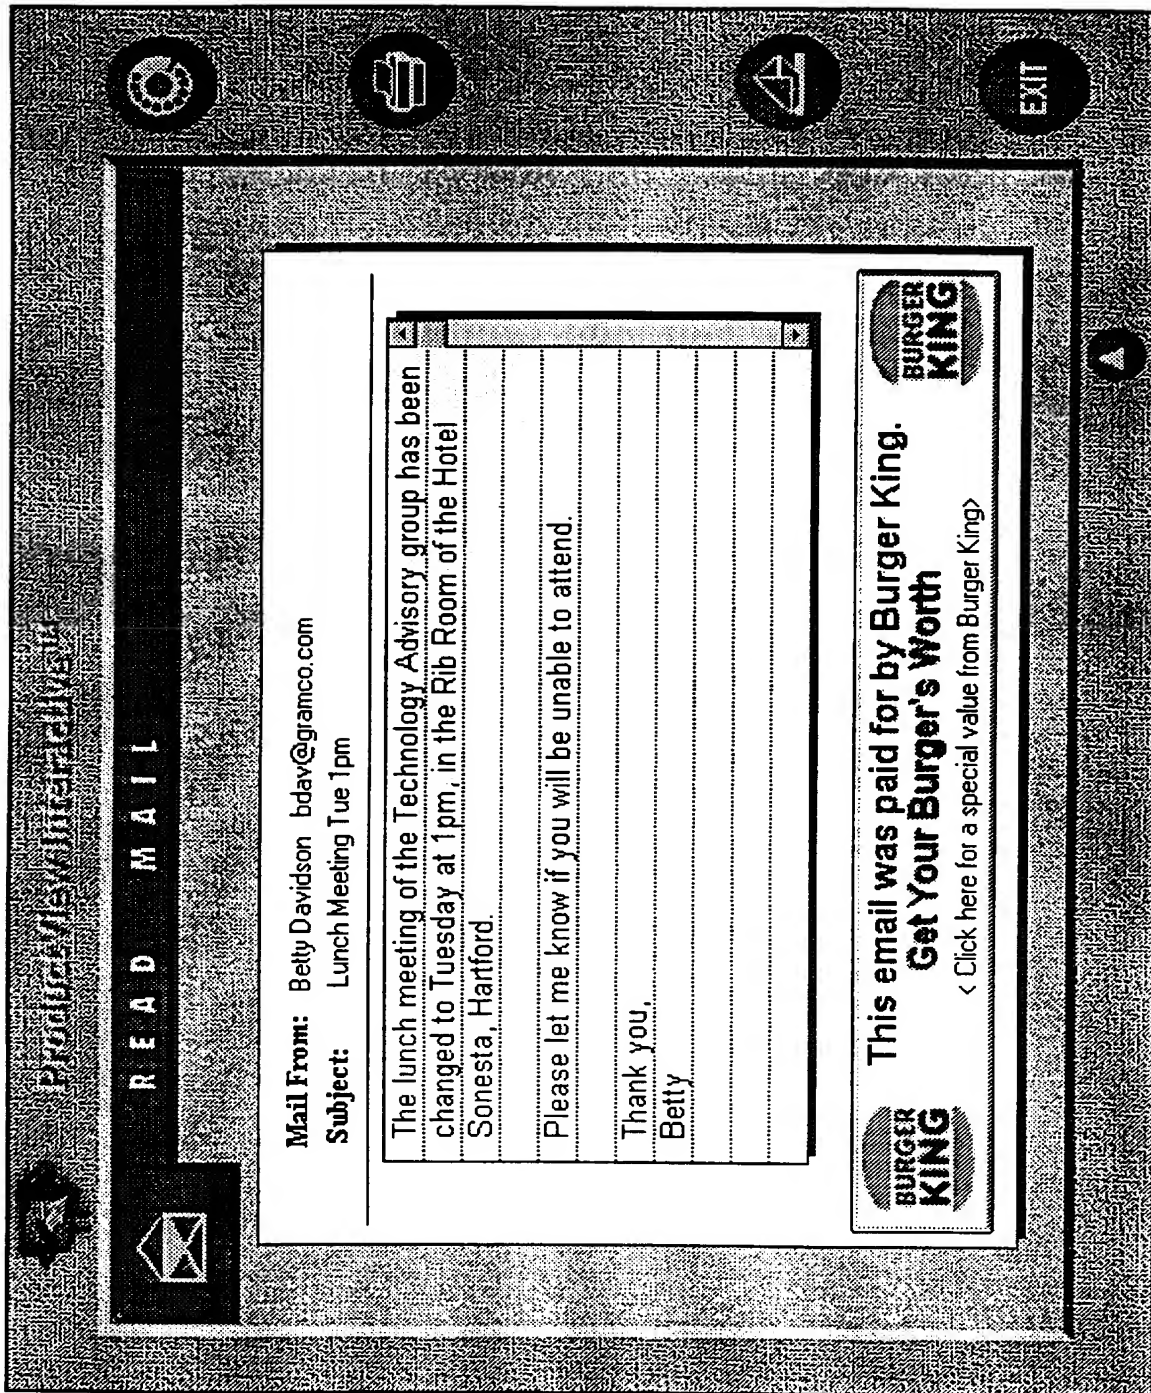 ProductView Interactive
READ MAIL
Mail From: Betty Davidson bdav@gramco.com
Subject: Lunch Meeting Tue 1pm
The lunch meeting of the Technology Advisory group has been
changed to Tuesday at 1pm, in the Rib Room of the Hotel
Sonesta, Hartford.
Please let me know if you will be unable to attend.
Thank you,
Betty
BURGER
KING
This email was paid for by Burger King.
Get Your Burger's Worth
< Click here for a special value from Burger King>
BURGER
KING
EXIT